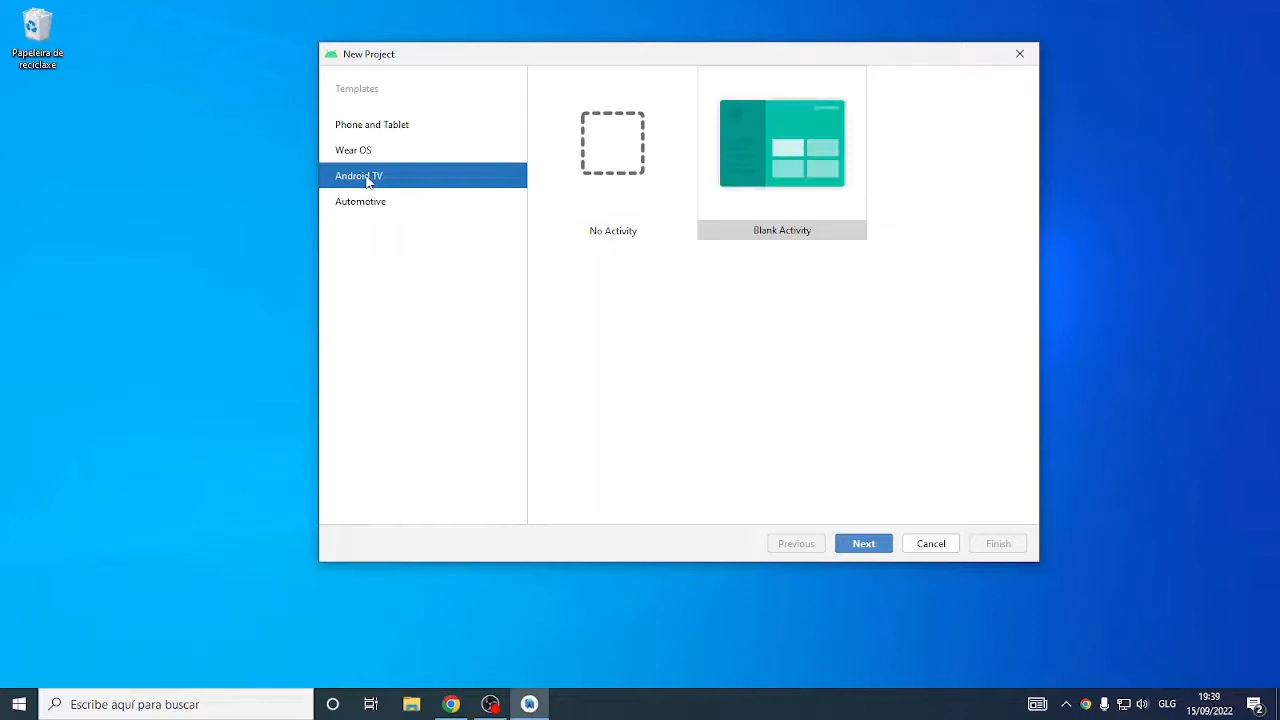 Papeleira de
reciclaxe
New Project
Templates
Phone and Tablet
Wear OS
Android TV
Automotive
No Activity
Blank Activity
Previous
Next
Cancel
Finish
Escribe aquí para buscar
GLG
19:39
15/09/2022
2